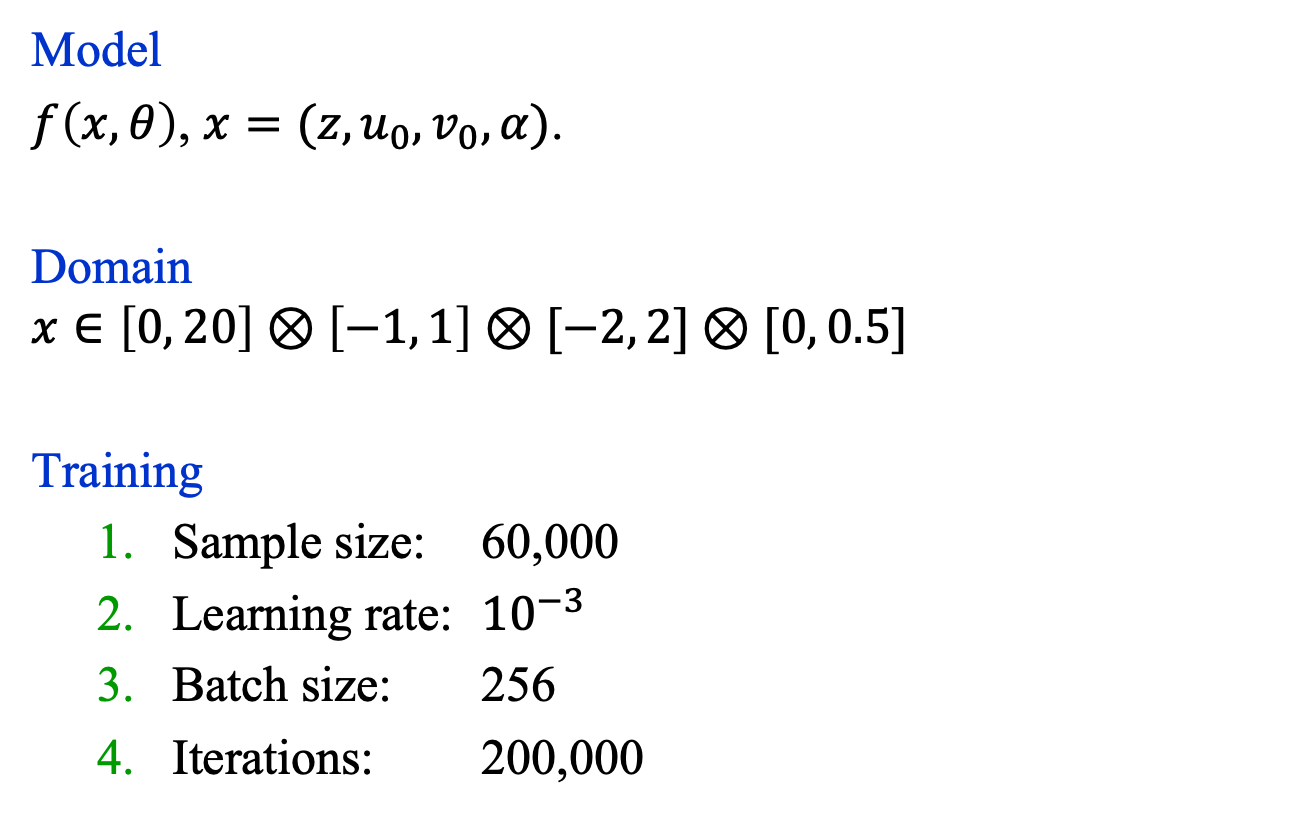 Model
𝑓(𝑥, 𝜃), 𝑥 = (𝑧, 𝑢₀, 𝑣₀, 𝛼).
Domain
𝑥 ∈ [0, 20] ⊗ [−1, 1] ⊗ [−2, 2] ⊗ [0, 0.5]
Training
1. Sample size: 60,000
2. Learning rate: 10⁻³
3. Batch size: 256
4. Iterations: 200,000